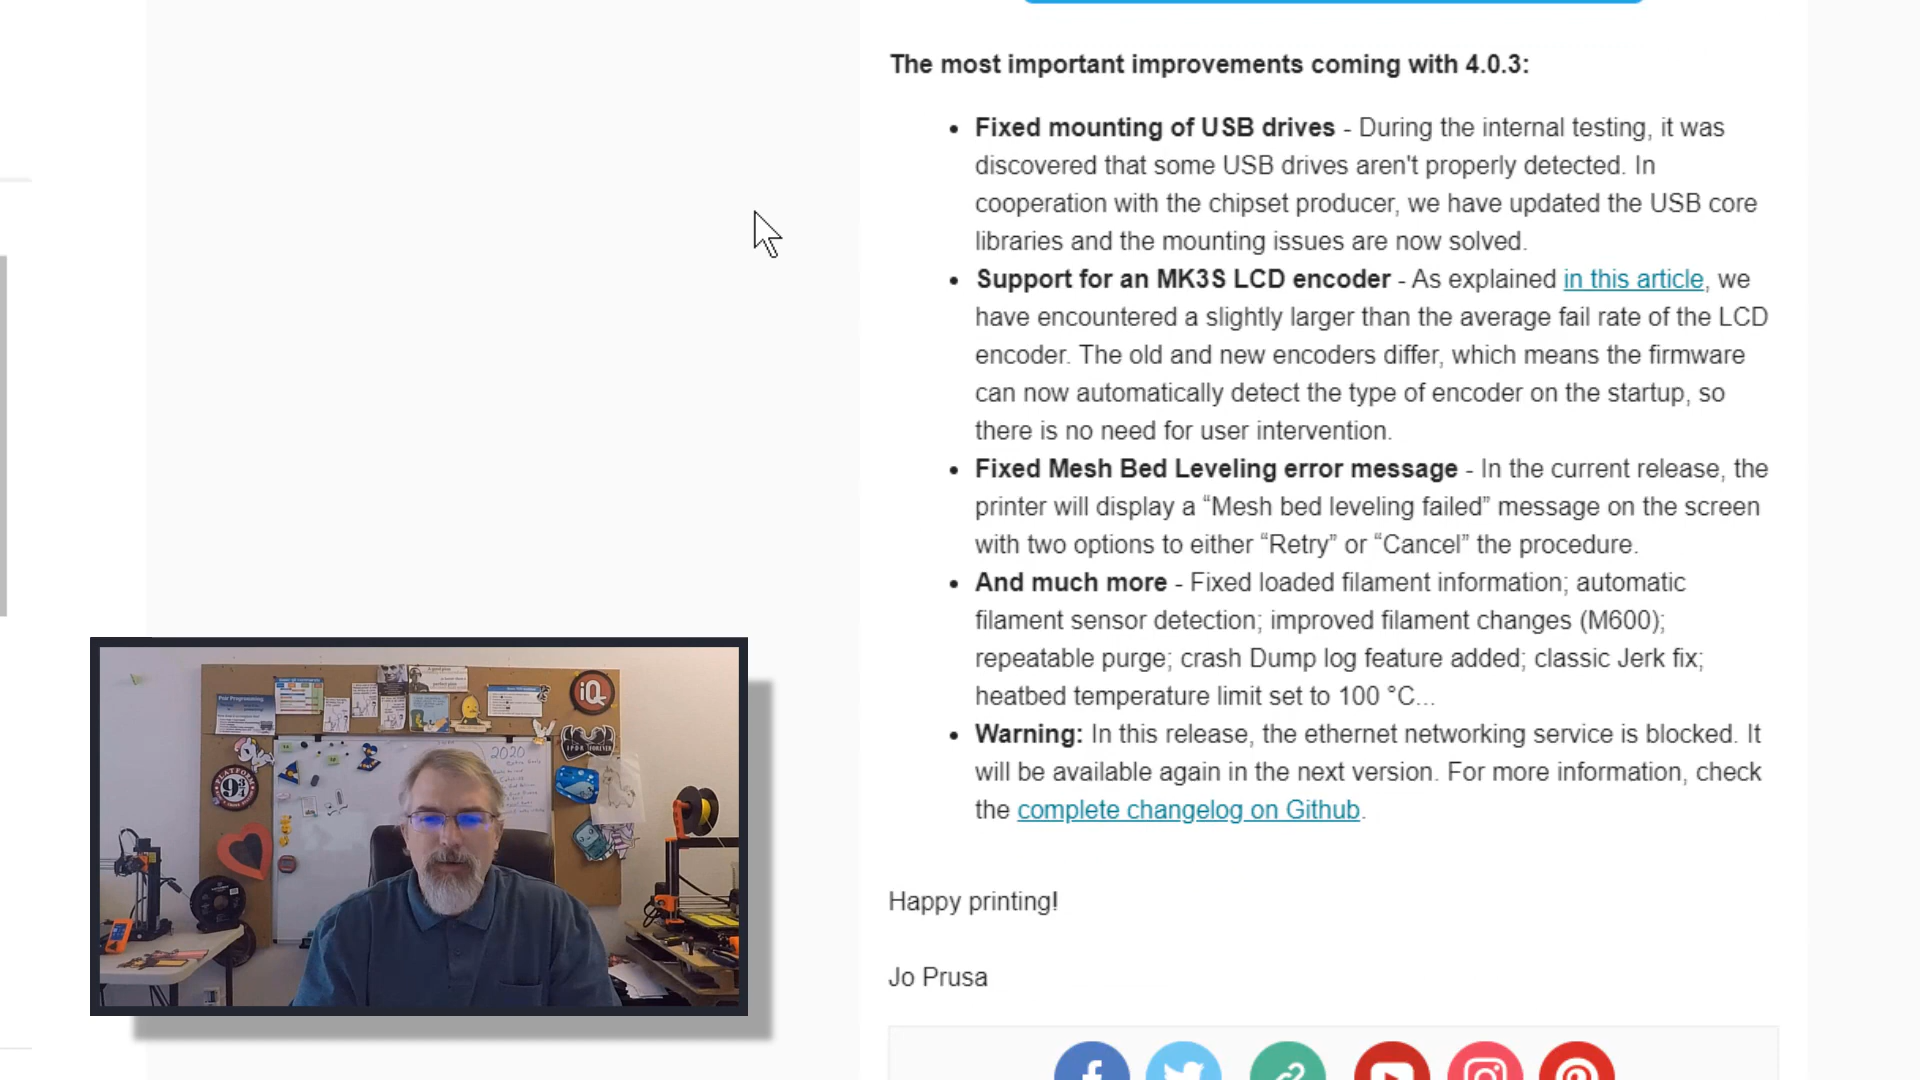 The most important improvements coming with 4.0.3:
• Fixed mounting of USB drives - During the internal testing, it was
discovered that some USB drives aren't properly detected. In
cooperation with the chipset producer, we have updated the USB core
libraries and the mounting issues are now solved.
• Support for an MK3S LCD encoder - As explained in this article, we
have encountered a slightly larger than the average fail rate of the LCD
encoder. The old and new encoders differ, which means the firmware
can now automatically detect the type of encoder on the startup, so
there is no need for user intervention.
• Fixed Mesh Bed Leveling error message - In the current release, the
printer will display a “Mesh bed leveling failed” message on the screen
with two options to either “Retry” or “Cancel” the procedure.
• And much more - Fixed loaded filament information; automatic
filament sensor detection; improved filament changes (M600);
repeatable purge; crash Dump log feature added; classic Jerk fix;
heatbed temperature limit set to 100 °C...
• Warning: In this release, the ethernet networking service is blocked. It
will be available again in the next version. For more information, check
the complete changelog on Github.
Happy printing!
Jo Prusa
iQ
Pair Programming
IPDR FOREVER
2020
PLATFORM
9¾